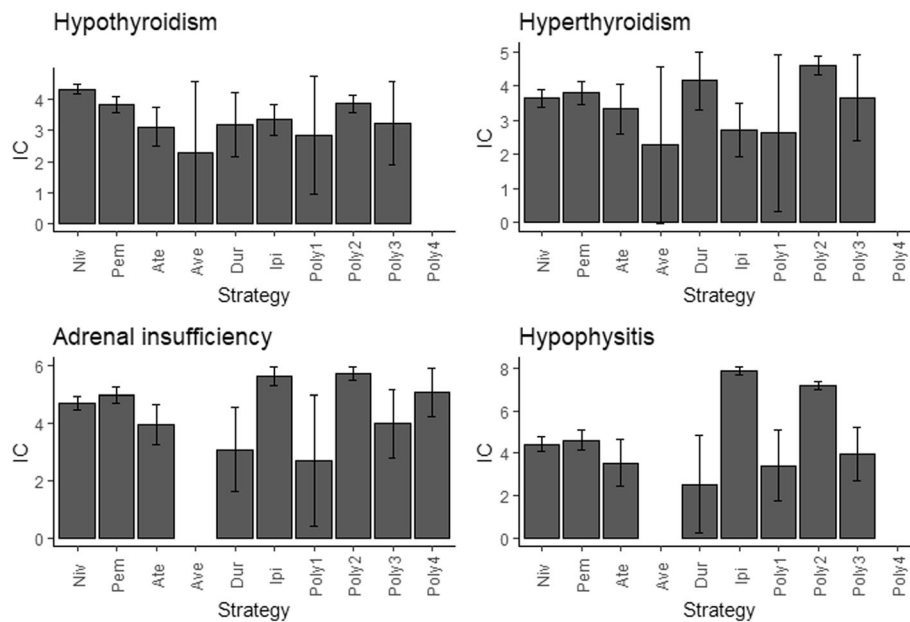 Hypothyroidism
IC
4
3
2
1
0
Niv Pem Ate Ave Dur Ipi Poly1 Poly2 Poly3 Poly4
Strategy
Hyperthyroidism
IC
5
4
3
2
1
0
Niv Pem Ate Ave Dur Ipi Poly1 Poly2 Poly3 Poly4
Strategy
Adrenal insufficiency
IC
6
4
2
0
Niv Pem Ate Ave Dur Ipi Poly1 Poly2 Poly3 Poly4
Strategy
Hypophysitis
IC
8
6
4
2
0
Niv Pem Ate Ave Dur Ipi Poly1 Poly2 Poly3 Poly4
Strategy